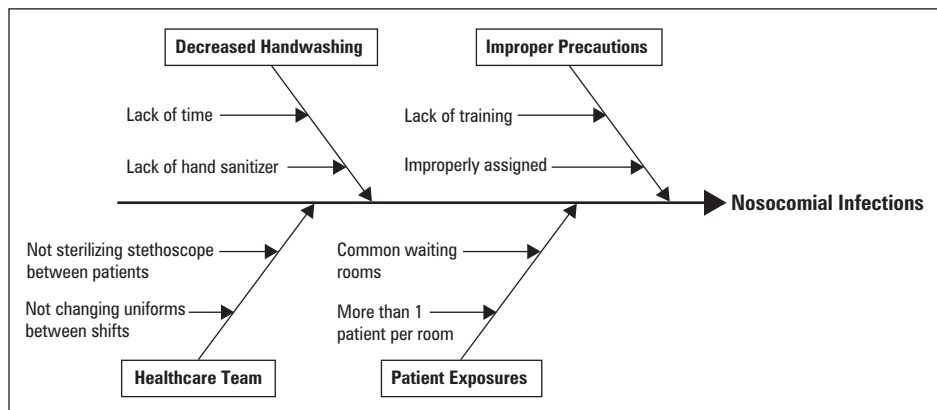 Decreased Handwashing
Improper Precautions
Lack of time
Lack of training
Lack of hand sanitizer
Improperly assigned
Nosocomial Infections
Not sterilizing stethoscope
between patients
Common waiting
rooms
Not changing uniforms
between shifts
More than 1
patient per room
Healthcare Team
Patient Exposures